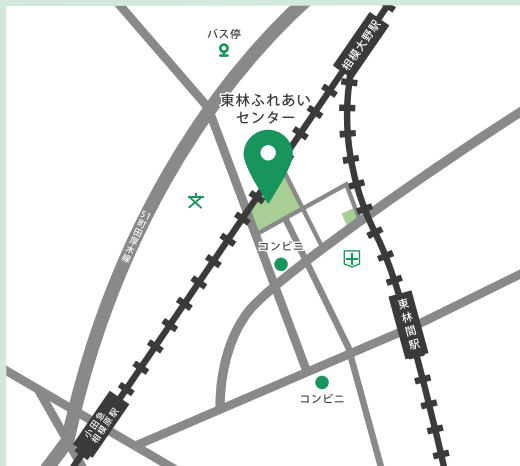 バス停
相模大野駅
東林ふれあい
センター
51町田厚木線
コンビニ
東林間駅
コンビニ
小田急
相模原駅